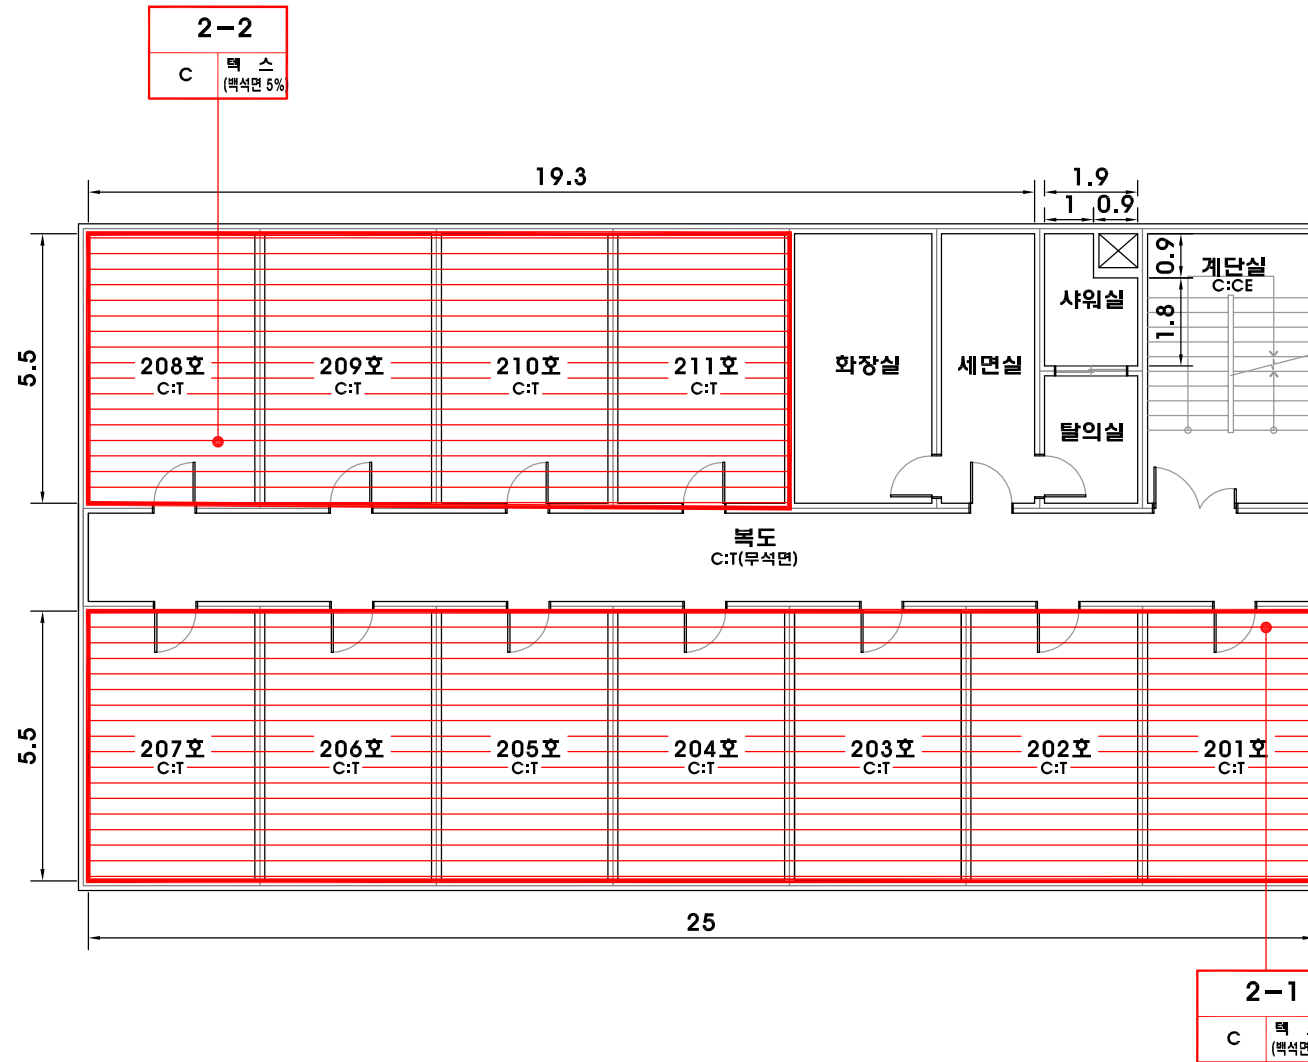 2-2
C
텍 스
(백석면 5%)
19.3
1.9
1
0.9
5.5
0.9
1.8
계단실
C:CE
샤워실
208호
C:T
209호
C:T
210호
C:T
211호
C:T
화장실
세면실
탈의실
복도
C:T(무석면)
5.5
207호
C:T
206호
C:T
205호
C:T
204호
C:T
203호
C:T
202호
C:T
201호
C:T
25
2-1
C
텍
(백석면